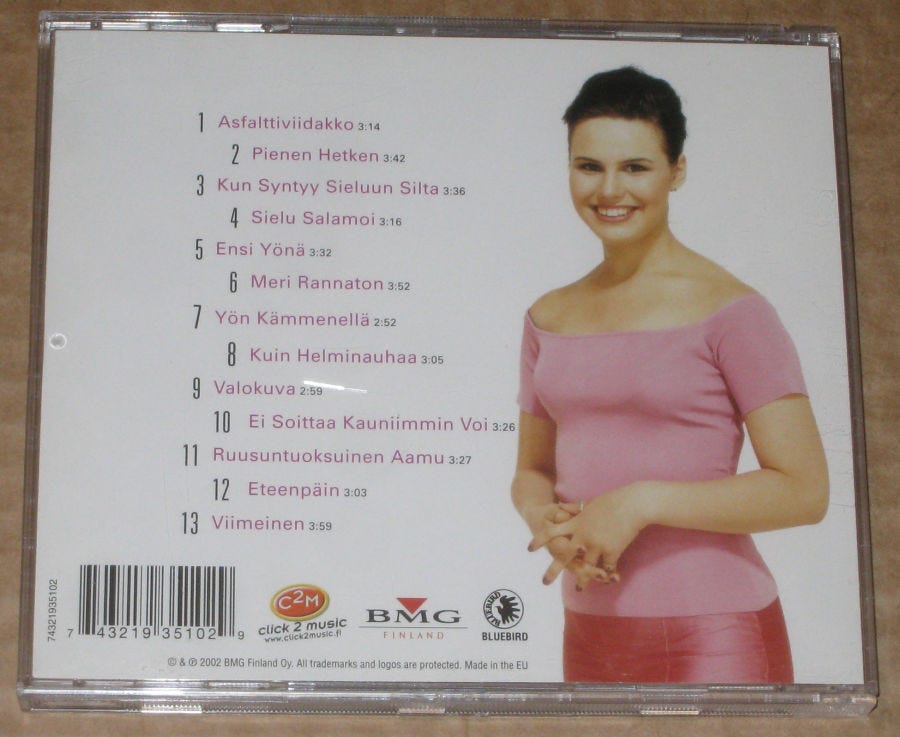 1 Asfalttiviidakko 3:14
2 Pienen Hetken 3:42
3 Kun Syntyy Sieluun Silta 3:36
4 Sielu Salamoi 3:16
5 Ensi Yönä 3:32
6 Meri Rannaton 3:52
7 Yön Kämmenellä 2:52
8 Kuin Helminauhaa 3:05
9 Valokuva 2:59
10 Ei Soittaa Kauniimmin Voi 3:26
11 Ruusuntuoksuinen Aamu 3:27
12 Eteenpäin 3:03
13 Viimeinen 3:59
74321935102
7 43219 35102 9
C2M
click 2 music
www.click2music.fi
BMG
FINLAND
BLUEBIRD
BLUEBIRD
© & ℗ 2002 BMG Finland Oy. All trademarks and logos are protected. Made in the EU